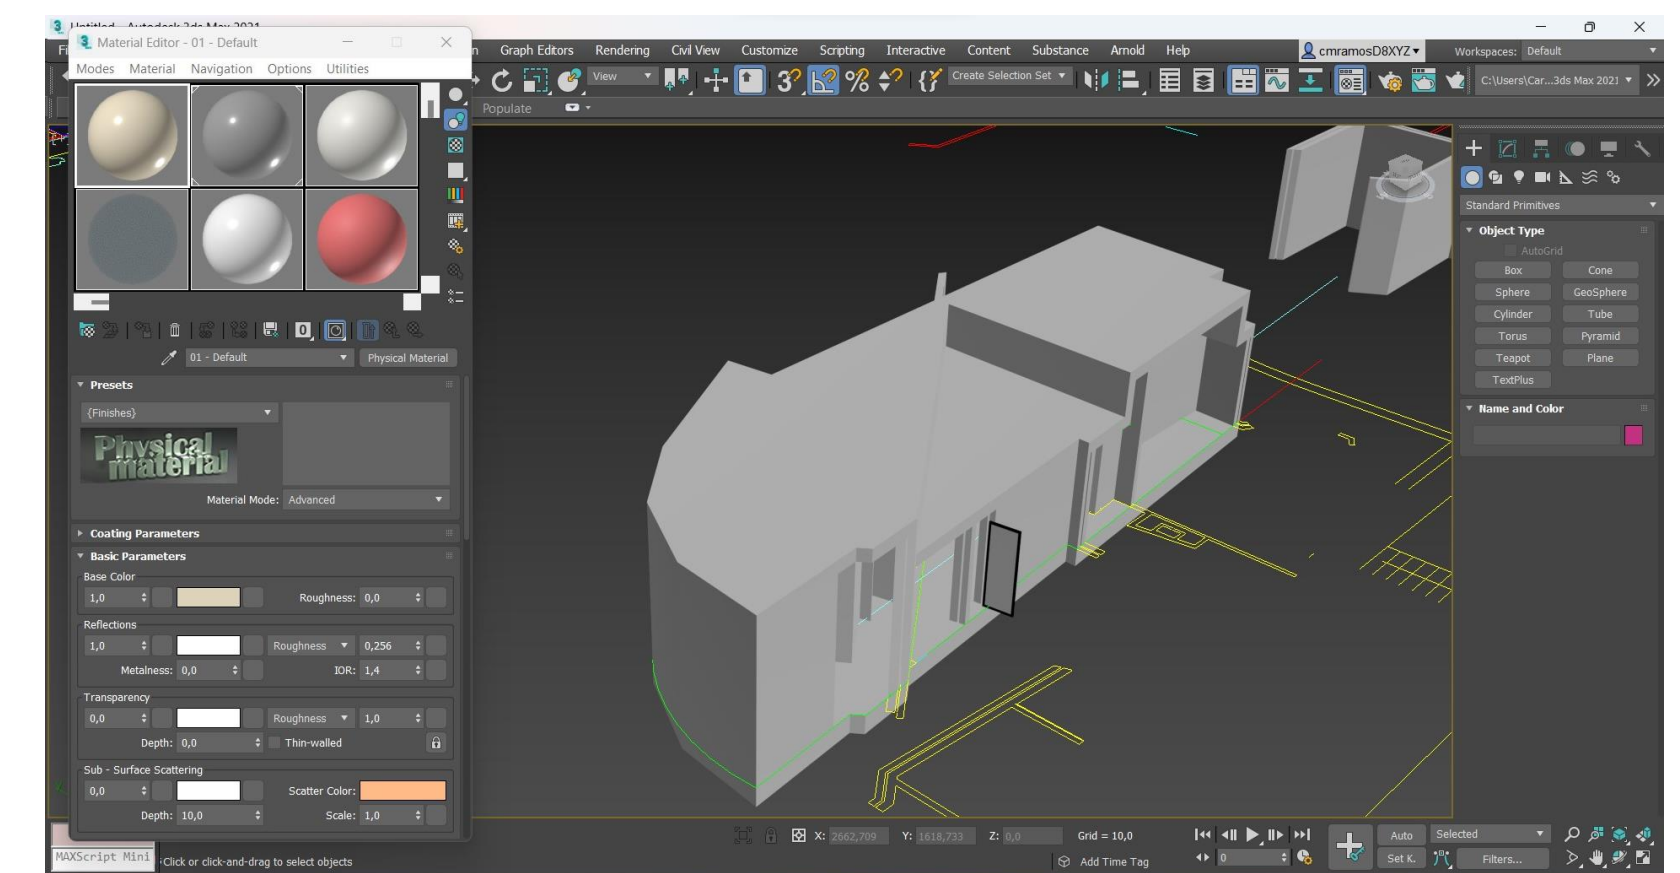 Untitled - Autodesk 3ds Max 2021
Material Editor - 01 - Default
Graph Editors Rendering Civil View Customize Scripting Interactive Content Substance Arnold Help cmramosD8XYZ Workspaces: Default
Modes Material Navigation Options Utilities
View Create Selection Set C:\Users\Car...3ds Max 2021
Populate
Standard Primitives
Object Type
AutoGrid
Box Cone
Sphere GeoSphere
Cylinder Tube
Torus Pyramid
Teapot Plane
TextPlus
Name and Color
01 - Default Physical Material
Presets
{Finishes}
Physical
material
Material Mode: Advanced
Coating Parameters
Basic Parameters
Base Color
1,0 Roughness: 0,0
Reflections
1,0 Roughness 0,256
Metalness: 0,0 IOR: 1,4
Transparency
0,0 Roughness 1,0
Depth: 0,0 Thin-walled
Sub - Surface Scattering
0,0 Scatter Color:
Depth: 10,0 Scale: 1,0
X: 2662,709 Y: 1618,733 Z: 0,0 Grid = 10,0 Auto Selected
MAXScript Mini Click or click-and-drag to select objects Add Time Tag 0 Set K. Filters...